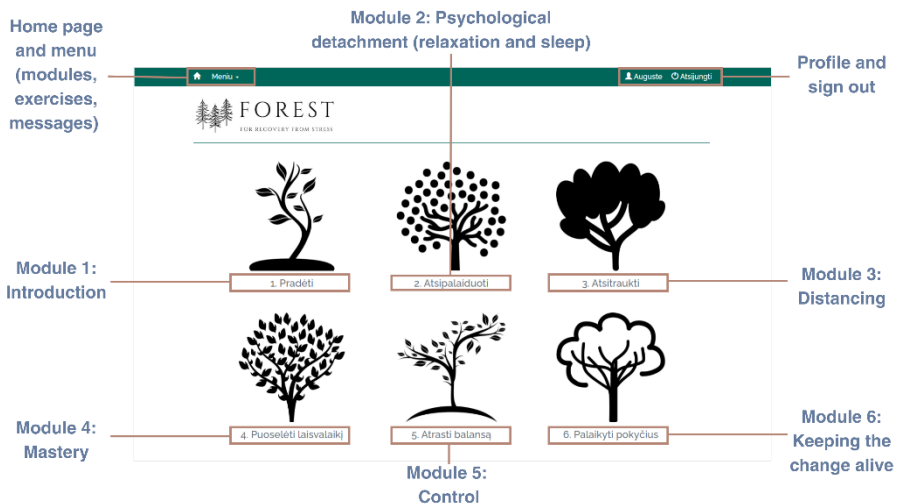 Home page
and menu
(modules,
exercises,
messages)
Module 2: Psychological
detachment (relaxation and sleep)
Profile and
sign out
Meniu
Auguste Atsijungti
FOREST
FOR RECOVERY FROM STRESS
Module 1:
Introduction
1. Pradėti
2. Atsipalaiduoti
3. Atsitraukti
Module 3:
Distancing
Module 4:
Mastery
4. Puoselėti laisvalaikį
5. Atrasti balansą
6. Palaikyti pokyčius
Module 6:
Keeping the
change alive
Module 5:
Control